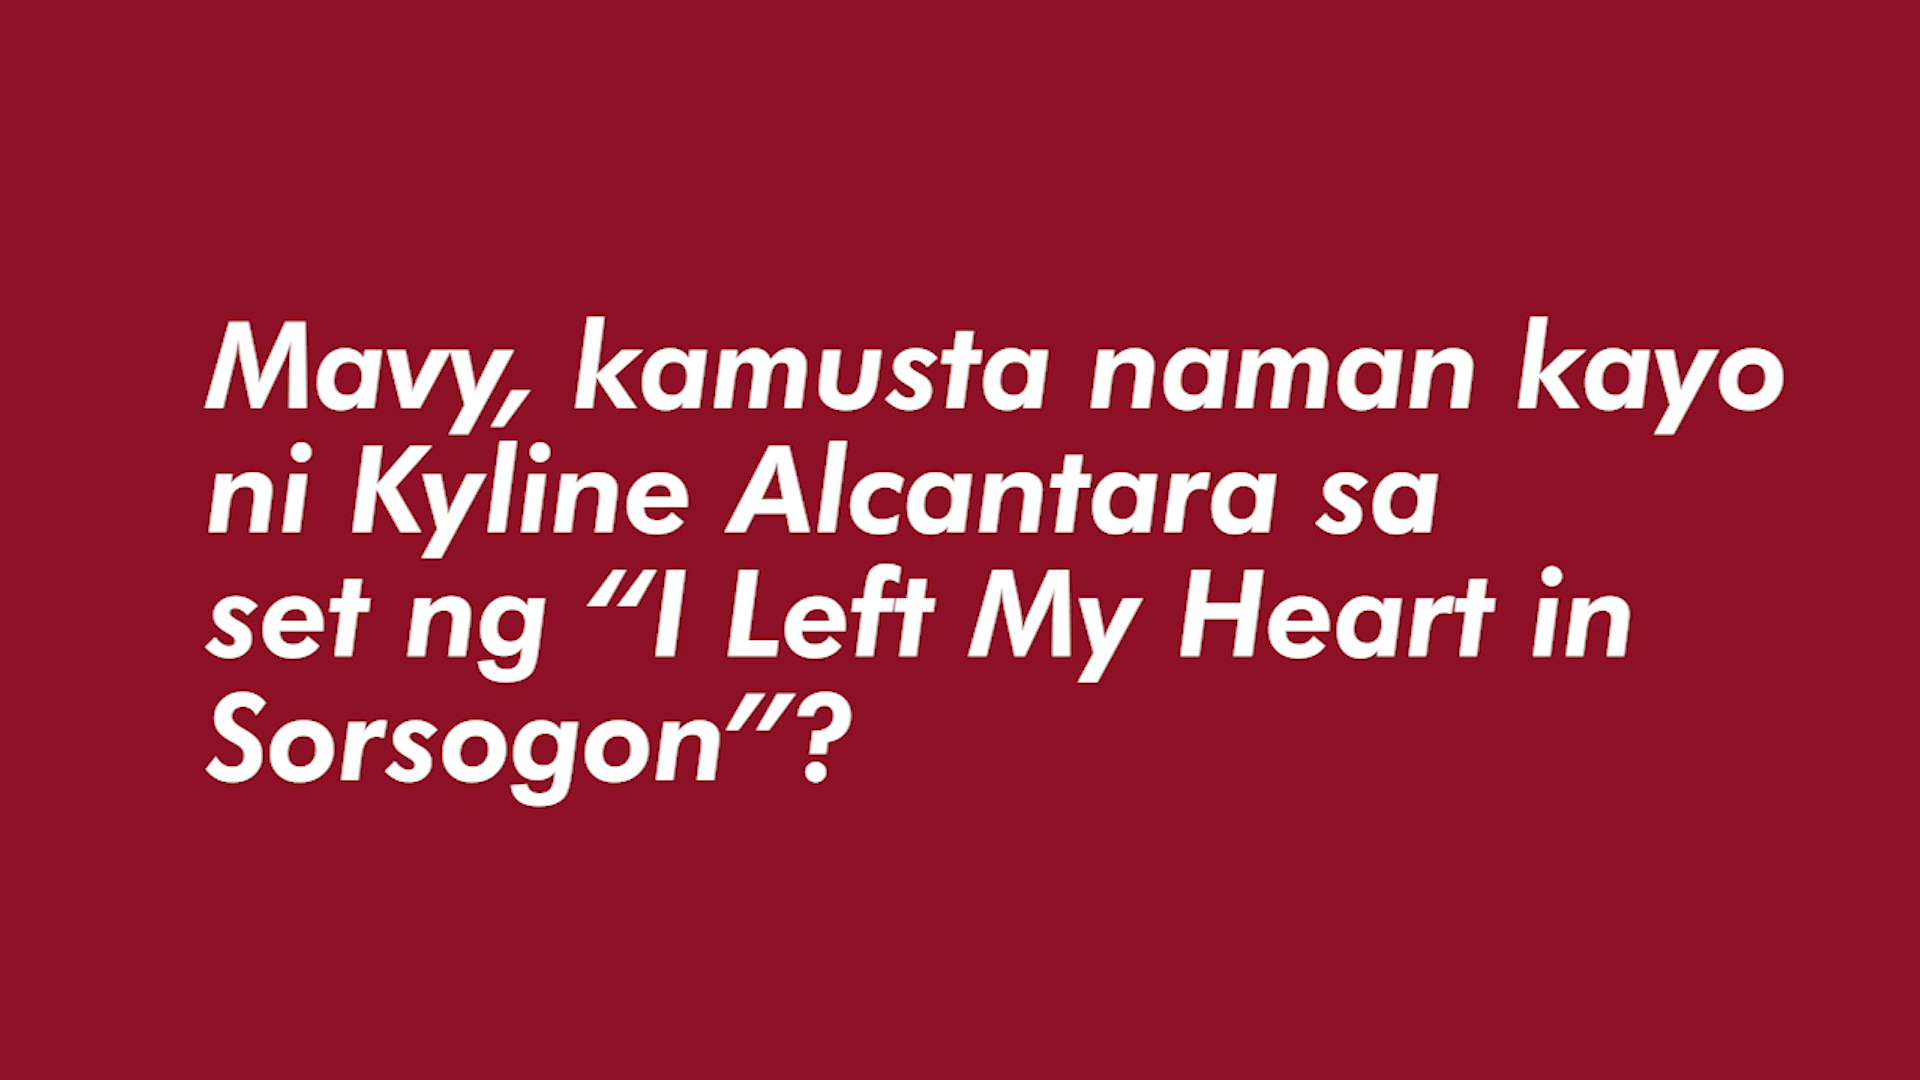 Mavy, kamusta naman kayo
ni Kyline Alcantara sa
set ng “I Left My Heart in
Sorsogon”?